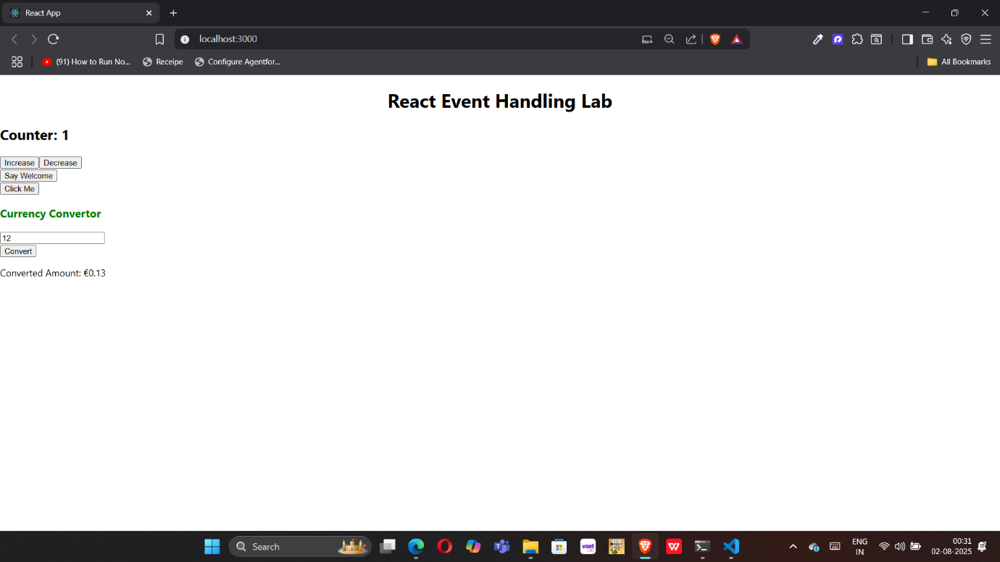 React App
localhost:3000
(91) How to Run No...
Receipe
Configure Agentfor...
All Bookmarks
React Event Handling Lab
Counter: 1
Increase Decrease
Say Welcome
Click Me
Currency Convertor
12
Convert
Converted Amount: €0.13
Search
voot
ENG
IN
00:31
02-08-2025